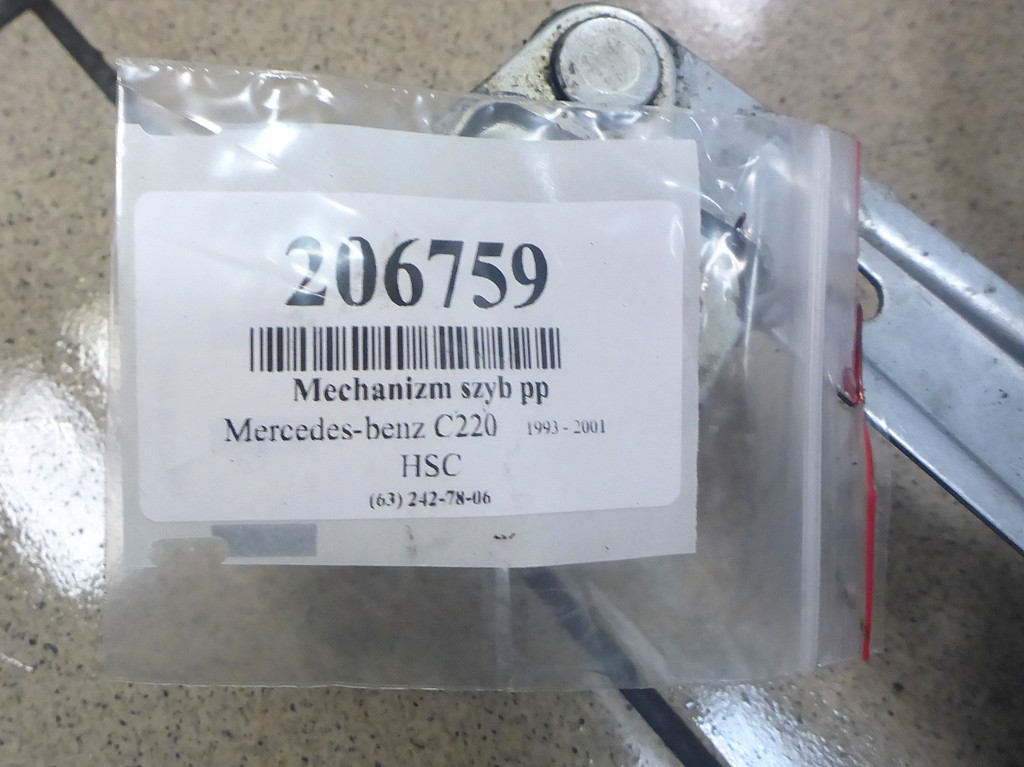 206759
Mechanizm szyb pp
Mercedes-benz C220 1993 - 2001
HSC
(63) 242-78-06